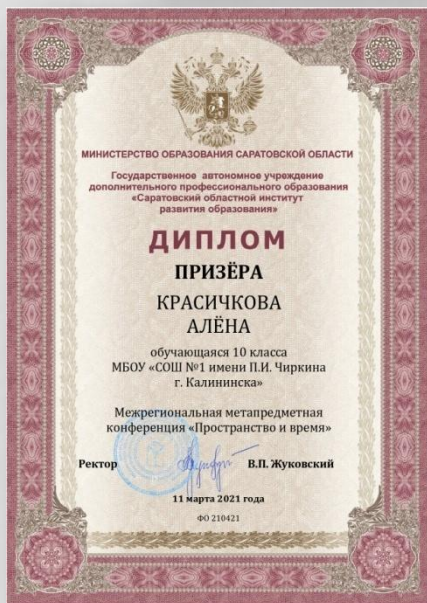 МИНИСТЕРСТВО ОБРАЗОВАНИЯ САРАТОВСКОЙ ОБЛАСТИ
Государственное автономное учреждение
дополнительного профессионального образования
«Саратовский областной институт
развития образования»
ДИПЛОМ
ПРИЗЁРА
КРАСИЧКОВА
АЛЁНА
обучающаяся 10 класса
МБОУ «СОШ №1 имени П.И. Чиркина
г. Калининска»
Межрегиональная метапредметная
конференция «Пространство и время»
Ректор В.П. Жуковский
11 марта 2021 года
ФО 210421